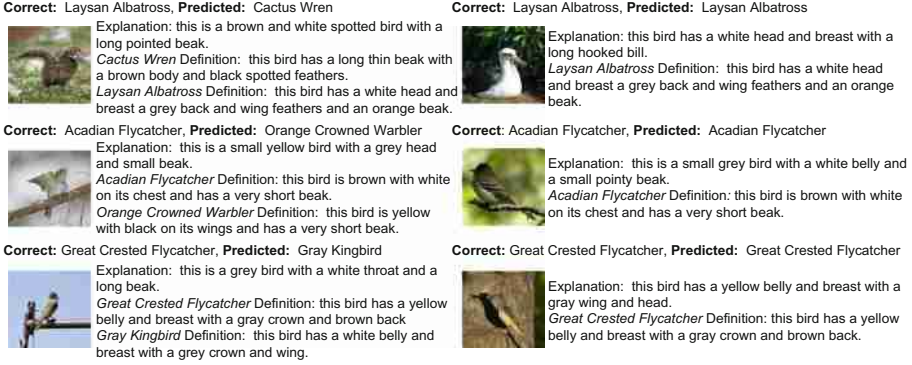 Correct: Laysan Albatross, Predicted: Cactus Wren
Explanation: this is a brown and white spotted bird with a
long pointed beak.
Cactus Wren Definition: this bird has a long thin beak with
a brown body and black spotted feathers.
Laysan Albatross Definition: this bird has a white head and
breast a grey back and wing feathers and an orange beak.
Correct: Laysan Albatross, Predicted: Laysan Albatross
Explanation: this bird has a white head and breast with a
long hooked bill.
Laysan Albatross Definition: this bird has a white head
and breast a grey back and wing feathers and an orange
beak.
Correct: Acadian Flycatcher, Predicted: Orange Crowned Warbler
Explanation: this is a small yellow bird with a grey head
and small beak.
Acadian Flycatcher Definition: this bird is brown with white
on its chest and has a very short beak.
Orange Crowned Warbler Definition: this bird is yellow
with black on its wings and has a very short beak.
Correct: Acadian Flycatcher, Predicted: Acadian Flycatcher
Explanation: this is a small grey bird with a white belly and
a small pointy beak.
Acadian Flycatcher Definition: this bird is brown with white
on its chest and has a very short beak.
Correct: Great Crested Flycatcher, Predicted: Gray Kingbird
Explanation: this is a grey bird with a white throat and a
long beak.
Great Crested Flycatcher Definition: this bird has a yellow
belly and breast with a gray crown and brown back
Gray Kingbird Definition: this bird has a white belly and
breast with a grey crown and wing.
Correct: Great Crested Flycatcher, Predicted: Great Crested Flycatcher
Explanation: this bird has a yellow belly and breast with a
gray wing and head.
Great Crested Flycatcher Definition: this bird has a yellow
belly and breast with a gray crown and brown back.